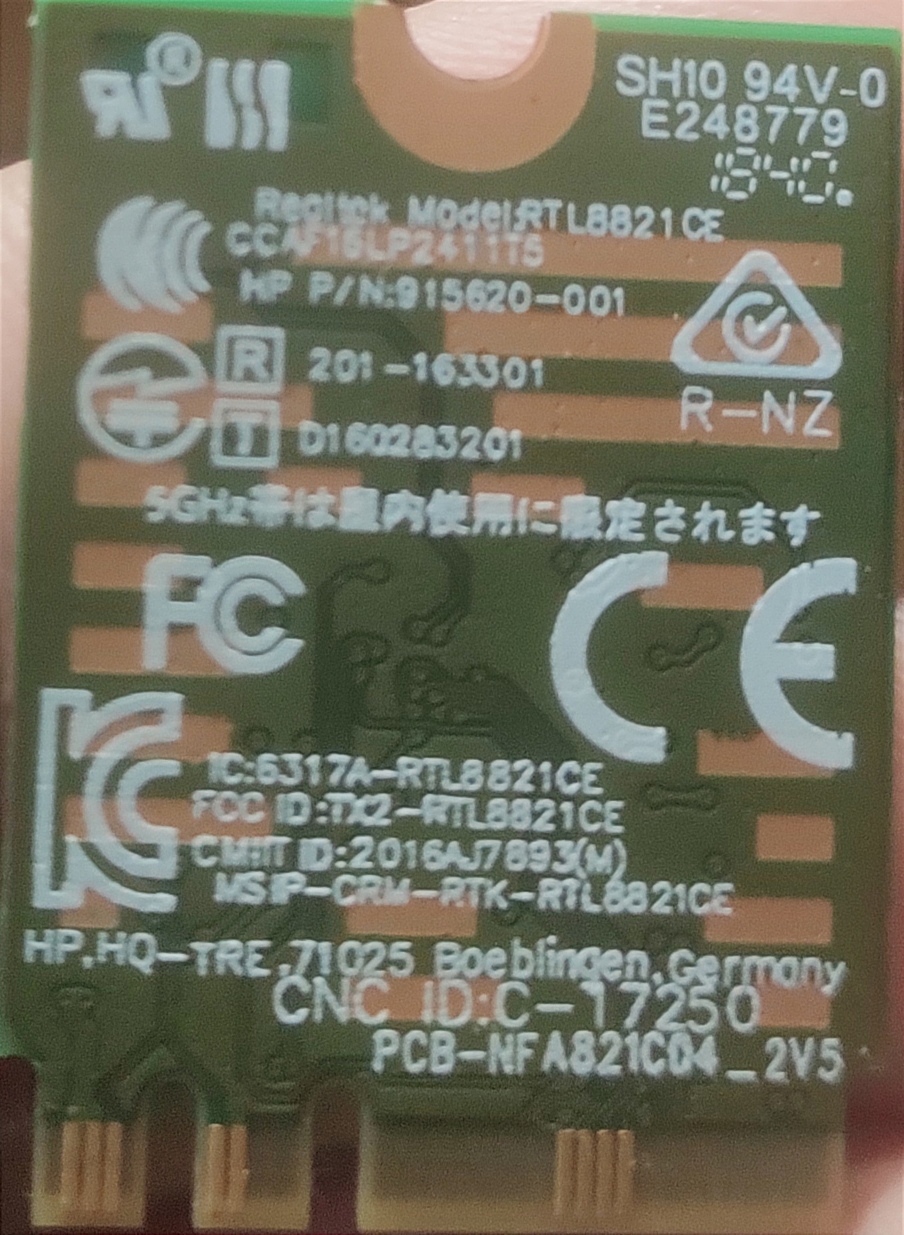 SH10 94V-0
E248779
1840.
Realtek Model:RTL8821CE
CCAF16LP2411T5
HP P/N:915620-001
R 201-163301
R-NZ
T D160283201
5GHz帯は屋内使用に限定されます
FC
CE
IC:6317A-RTL8821CE
FCC ID:TX2-RTL8821CE
CMIIT ID:2016AJ7893(M)
MSIP-CRM-RTK-RTL8821CE
HP,HQ-TRE,71025 Boeblingen,Germany
CNC ID:C-17250
PCB-NFA821C04_2V5